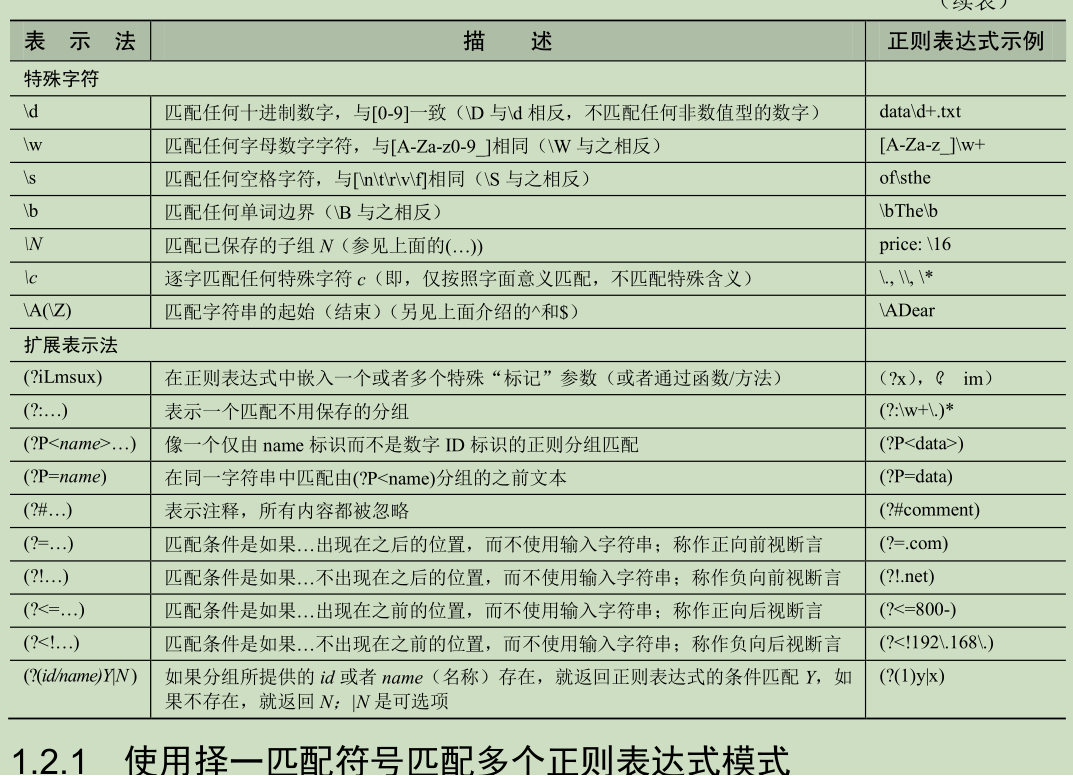 （续表）
表 示 法 描 述 正则表达式示例
特殊字符
\d 匹配任何十进制数字，与[0-9]一致（\D 与\d 相反，不匹配任何非数值型的数字） data\d+.txt
\w 匹配任何字母数字字符，与[A-Za-z0-9_]相同（\W 与之相反） [A-Za-z_]\w+
\s 匹配任何空格字符，与[\n\t\r\v\f]相同（\S 与之相反） of\sthe
\b 匹配任何单词边界（\B 与之相反） \bThe\b
\N 匹配已保存的子组 N（参见上面的(…)) price: \16
\c 逐字匹配任何特殊字符 c（即，仅按照字面意义匹配，不匹配特殊含义） \., \\, \*
\A(\Z) 匹配字符串的起始（结束）（另见上面介绍的^和$） \ADear
扩展表示法
(?iLmsux) 在正则表达式中嵌入一个或者多个特殊“标记”参数（或者通过函数/方法） （?x），(? im）
(?:…) 表示一个匹配不用保存的分组 (?:\w+\.)*
(?P<name>…) 像一个仅由 name 标识而不是数字 ID 标识的正则分组匹配 (?P<data>)
(?P=name) 在同一字符串中匹配由(?P<name)分组的之前文本 (?P=data)
(?#…) 表示注释，所有内容都被忽略 (?#comment)
(?=…) 匹配条件是如果…出现在之后的位置，而不使用输入字符串；称作正向前视断言 (?=.com)
(?!…) 匹配条件是如果…不出现在之后的位置，而不使用输入字符串；称作负向前视断言 (?!.net)
(?<=…) 匹配条件是如果…出现在之前的位置，而不使用输入字符串；称作正向后视断言 (?<=800-)
(?<!…) 匹配条件是如果…不出现在之前的位置，而不使用输入字符串；称作负向后视断言 (?<!192\.168\.)
(?(id/name)Y|N ) 如果分组所提供的 id 或者 name（名称）存在，就返回正则表达式的条件匹配 Y，如 (?(1)y|x)
果不存在，就返回 N；|N 是可选项
1.2.1 使用择一匹配符号匹配多个正则表达式模式